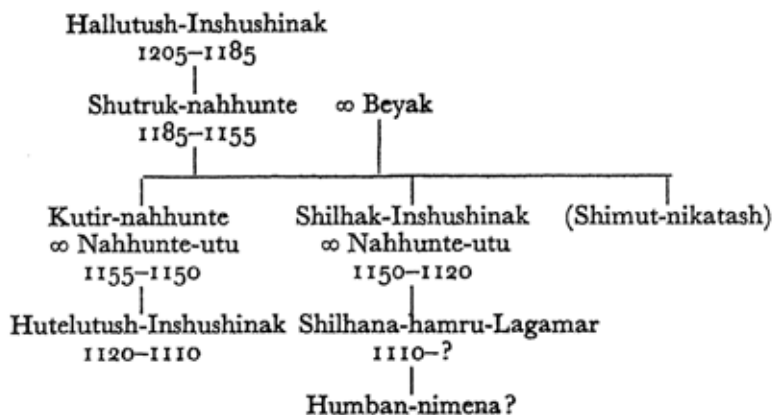 Hallutush-Inshushinak
1205–1185
Shutruk-nahhunte ∞ Beyak
1185–1155
Kutir-nahhunte Shilhak-Inshushinak (Shimut-nikatash)
∞ Nahhunte-utu ∞ Nahhunte-utu
1155–1150 1150–1120
Hutelutush-Inshushinak Shilhana-hamru-Lagamar
1120–1110 1110–?
Humban-nimena?